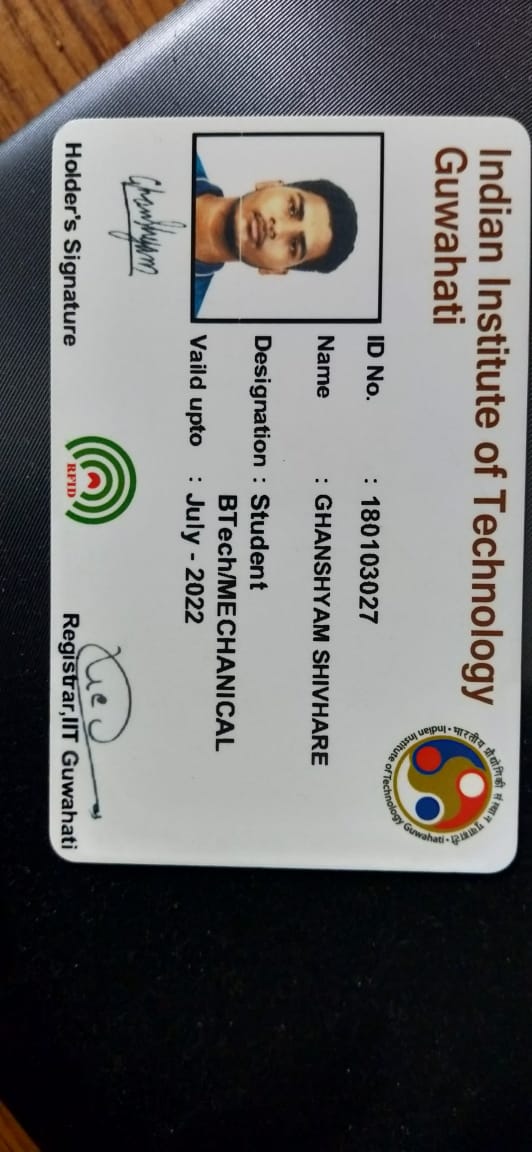 Indian Institute of Technology
Guwahati
भारतीय प्रौद्योगिकी संस्थान
Indian Institute of Technology Guwahati
ID No. : 180103027
Name : GHANSHYAM SHIVHARE
Designation : Student
BTech/MECHANICAL
Vaild upto : July - 2022
Ghanshyam
Holder's Signature
RFID
Registrar,IIT Guwahati